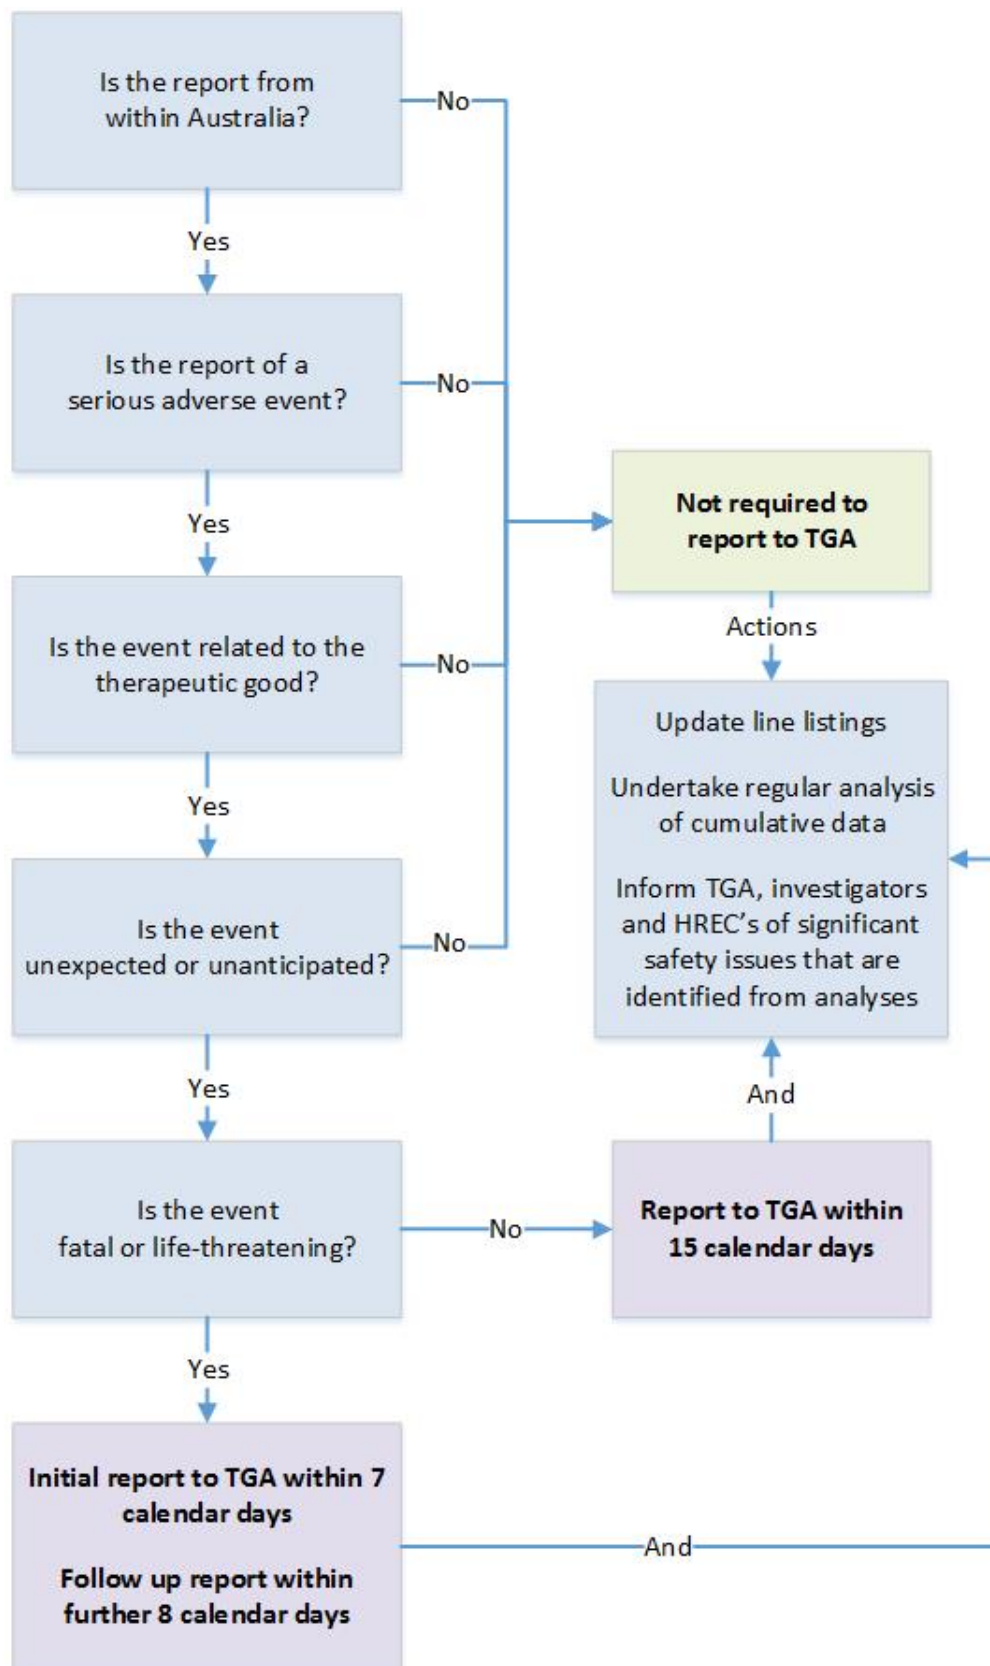 Is the report from
within Australia?
No
Yes
Is the report of a
serious adverse event?
No
Yes
Not required to
report to TGA
Actions
Is the event related to the
therapeutic good?
No
Yes
Update line listings
Undertake regular analysis
of cumulative data
Inform TGA, investigators
and HREC’s of significant
safety issues that are
identified from analyses
Is the event
unexpected or unanticipated?
No
Yes
And
Is the event
fatal or life-threatening?
No
Report to TGA within
15 calendar days
Yes
Initial report to TGA within 7
calendar days
Follow up report within
further 8 calendar days
And